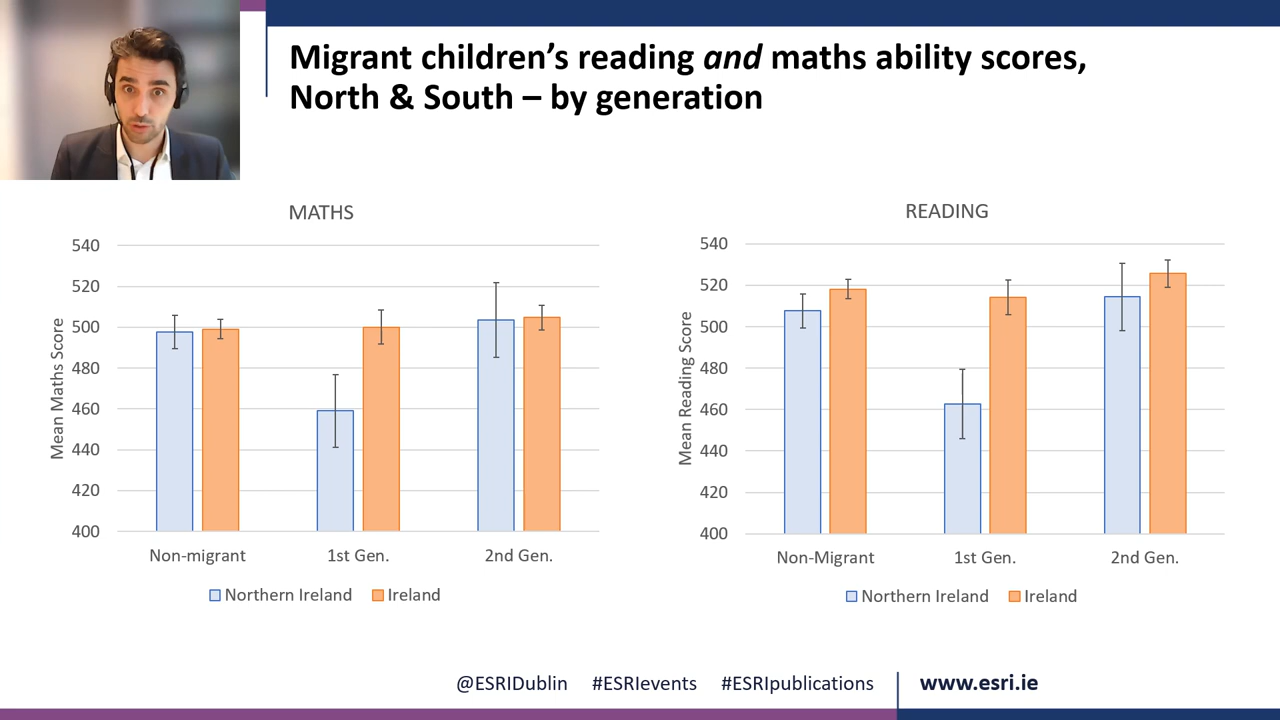 Migrant children’s reading and maths ability scores,
North & South – by generation
MATHS
Mean Maths Score
540
520
500
480
460
440
420
400
Non-migrant 1st Gen. 2nd Gen.
Northern Ireland Ireland
READING
Mean Reading Score
540
520
500
480
460
440
420
400
Non-Migrant 1st Gen. 2nd Gen.
Northern Ireland Ireland
@ESRIDublin #ESRIevents #ESRIpublications www.esri.ie